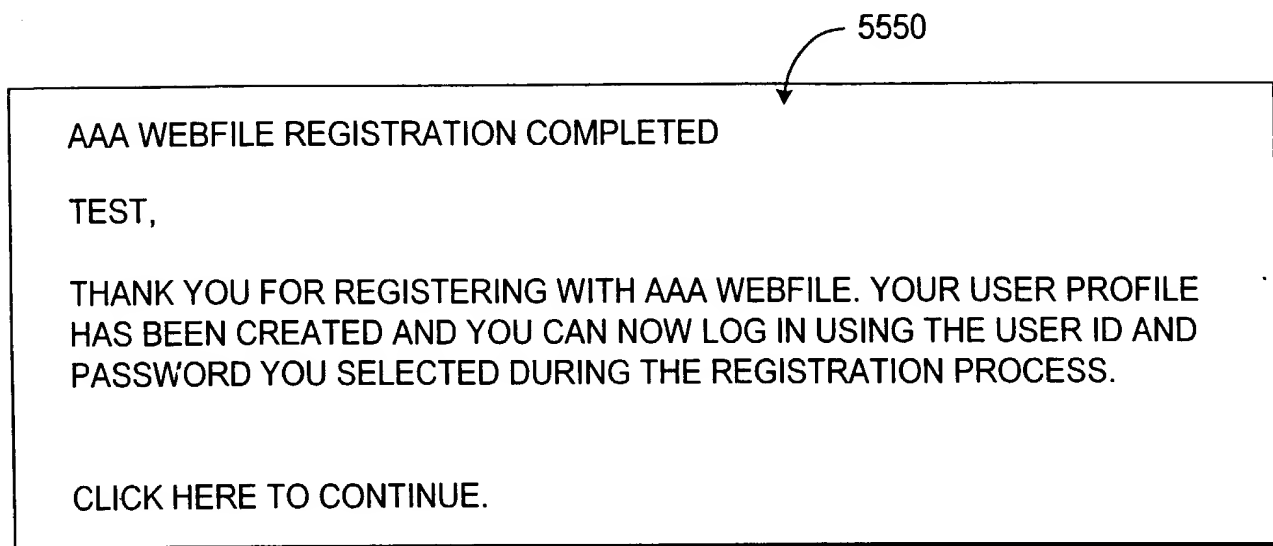 5550
AAA WEBFILE REGISTRATION COMPLETED
TEST,
THANK YOU FOR REGISTERING WITH AAA WEBFILE. YOUR USER PROFILE
HAS BEEN CREATED AND YOU CAN NOW LOG IN USING THE USER ID AND
PASSWORD YOU SELECTED DURING THE REGISTRATION PROCESS.
CLICK HERE TO CONTINUE.